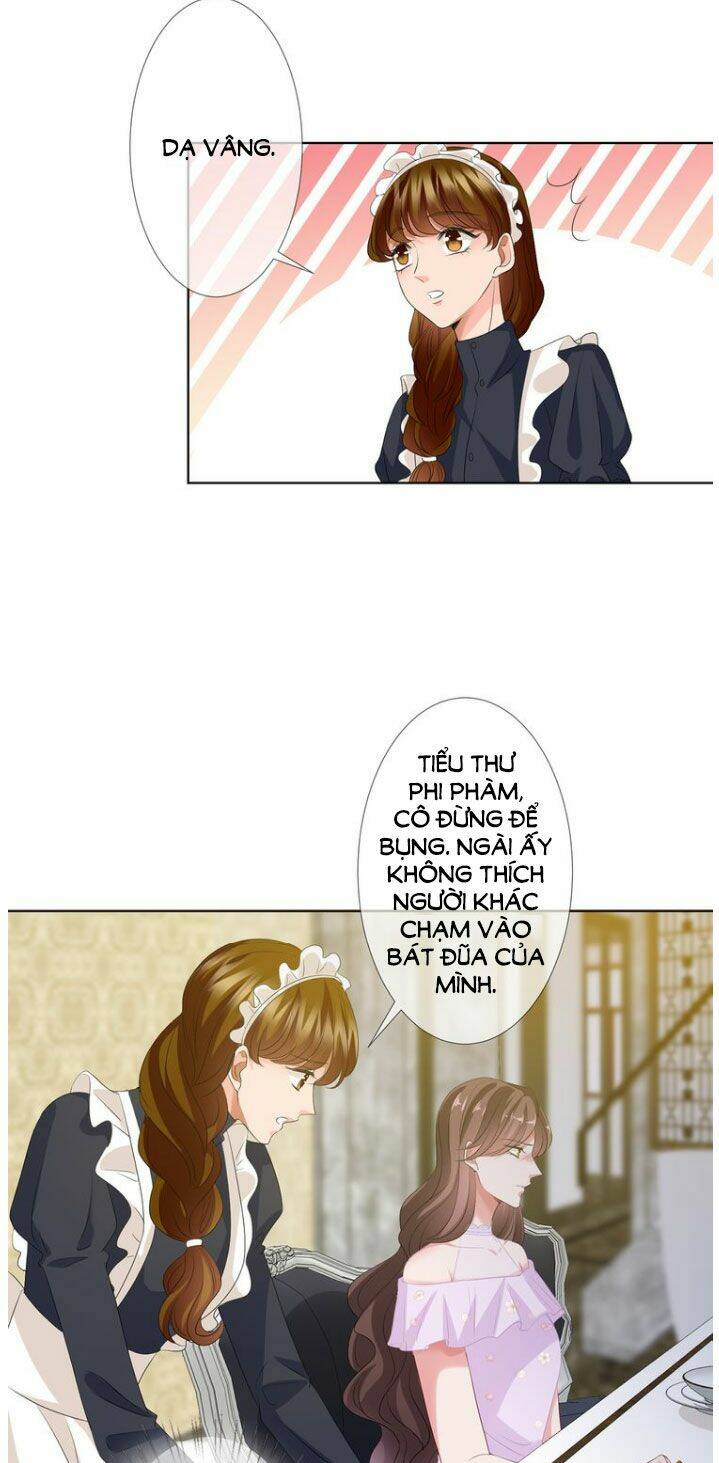 DẠ VÂNG.
TIỂU THƯ
PHI PHÀM,
CÔ ĐỪNG ĐỂ
BỤNG. NGÀI ẤY
KHÔNG THÍCH
NGƯỜI KHÁC
CHẠM VÀO
BÁT ĐŨA CỦA
MÌNH.